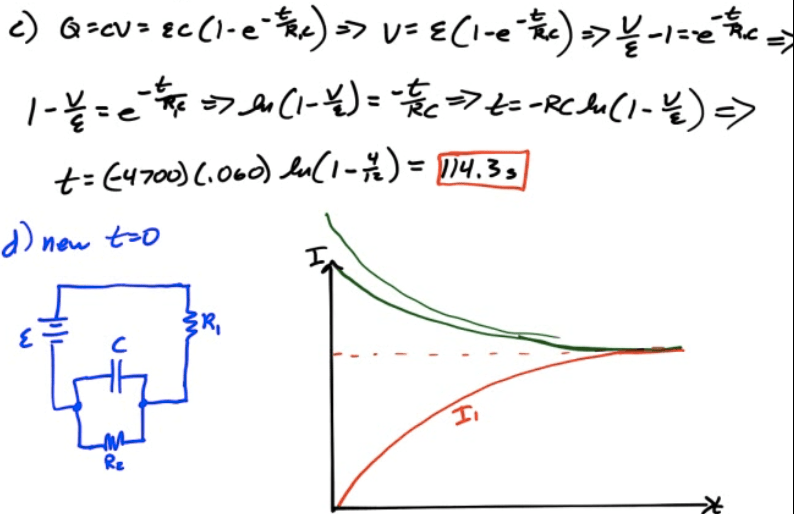 c) Q=CV= εC(1-e^{-t/R₁C}) => V= ε(1-e^{-t/R₁C}) => V/ε -1=-e^{-t/R₁C} =>
1-V/ε = e^{-t/R₁C} => ln(1-V/ε) = -t/RC => t=-RC ln(1-V/ε) =>
t= (-4700)(.060) ln(1-4/12) = 114.3 s
d) new t=0
I
ε
C
R₁
R₂
I₁
t